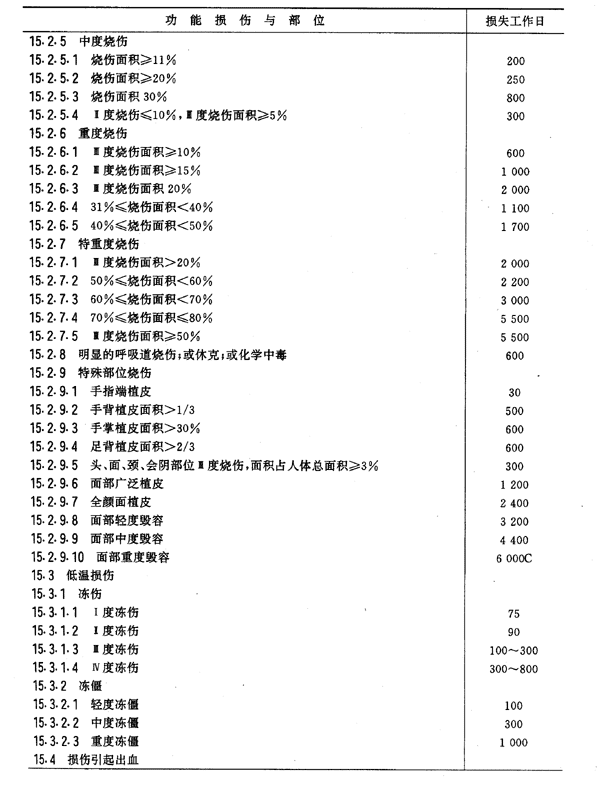 功能损伤与部位 损失工作日
15.2.5 中度烧伤
15.2.5.1 烧伤面积≥11% 200
15.2.5.2 烧伤面积≥20% 250
15.2.5.3 烧伤面积30% 800
15.2.5.4 Ⅱ度烧伤≤10%,Ⅲ度烧伤面积≥5% 300
15.2.6 重度烧伤
15.2.6.1 Ⅲ度烧伤面积≥10% 600
15.2.6.2 Ⅲ度烧伤面积≥15% 1 000
15.2.6.3 Ⅲ度烧伤面积20% 2 000
15.2.6.4 31%≤烧伤面积<40% 1 100
15.2.6.5 40%≤烧伤面积<50% 1 700
15.2.7 特重度烧伤
15.2.7.1 Ⅲ度烧伤面积>20% 2 000
15.2.7.2 50%≤烧伤面积<60% 2 200
15.2.7.3 60%≤烧伤面积<70% 3 000
15.2.7.4 70%≤烧伤面积≤80% 5 500
15.2.7.5 Ⅲ度烧伤面积≥50% 5 500
15.2.8 明显的呼吸道烧伤;或休克;或化学中毒 600
15.2.9 特殊部位烧伤
15.2.9.1 手指端植皮 30
15.2.9.2 手背植皮面积>1/3 500
15.2.9.3 手掌植皮面积>30% 600
15.2.9.4 足背植皮面积>2/3 600
15.2.9.5 头、面、颈、会阴部位Ⅲ度烧伤,面积占人体总面积≥3% 300
15.2.9.6 面部广泛植皮 1 200
15.2.9.7 全颜面植皮 2 400
15.2.9.8 面部轻度毁容 3 200
15.2.9.9 面部中度毁容 4 400
15.2.9.10 面部重度毁容 6 000C
15.3 低温损伤
15.3.1 冻伤
15.3.1.1 Ⅰ度冻伤 75
15.3.1.2 Ⅱ度冻伤 90
15.3.1.3 Ⅲ度冻伤 100～300
15.3.1.4 Ⅳ度冻伤 300～800
15.3.2 冻僵
15.3.2.1 轻度冻僵 100
15.3.2.2 中度冻僵 300
15.3.2.3 重度冻僵 1 000
15.4 损伤引起出血